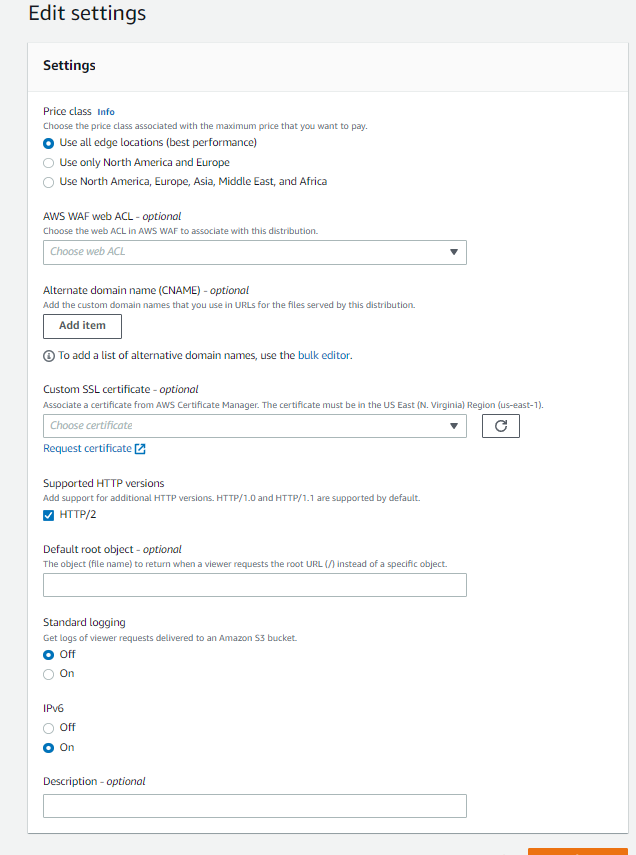 Edit settings
Settings
Price class Info
Choose the price class associated with the maximum price that you want to pay.
Use all edge locations (best performance)
Use only North America and Europe
Use North America, Europe, Asia, Middle East, and Africa
AWS WAF web ACL - optional
Choose the web ACL in AWS WAF to associate with this distribution.
Choose web ACL
Alternate domain name (CNAME) - optional
Add the custom domain names that you use in URLs for the files served by this distribution.
Add item
To add a list of alternative domain names, use the bulk editor.
Custom SSL certificate - optional
Associate a certificate from AWS Certificate Manager. The certificate must be in the US East (N. Virginia) Region (us-east-1).
Choose certificate
Request certificate
Supported HTTP versions
Add support for additional HTTP versions. HTTP/1.0 and HTTP/1.1 are supported by default.
HTTP/2
Default root object - optional
The object (file name) to return when a viewer requests the root URL (/) instead of a specific object.
Standard logging
Get logs of viewer requests delivered to an Amazon S3 bucket.
Off
On
IPv6
Off
On
Description - optional